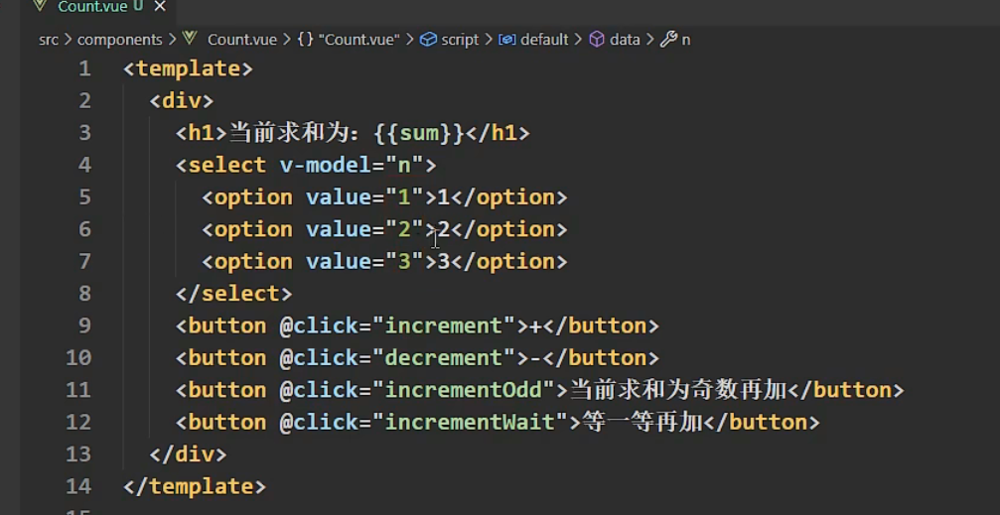 Count.vue U ×
src > components > Count.vue > {} "Count.vue" > script > default > data > n
1 <template>
2 <div>
3 <h1>当前求和为：{{sum}}</h1>
4 <select v-model="n">
5 <option value="1">1</option>
6 <option value="2">2</option>
7 <option value="3">3</option>
8 </select>
9 <button @click="increment">+</button>
10 <button @click="decrement">-</button>
11 <button @click="incrementOdd">当前求和为奇数再加</button>
12 <button @click="incrementWait">等一等再加</button>
13 </div>
14 </template>
15